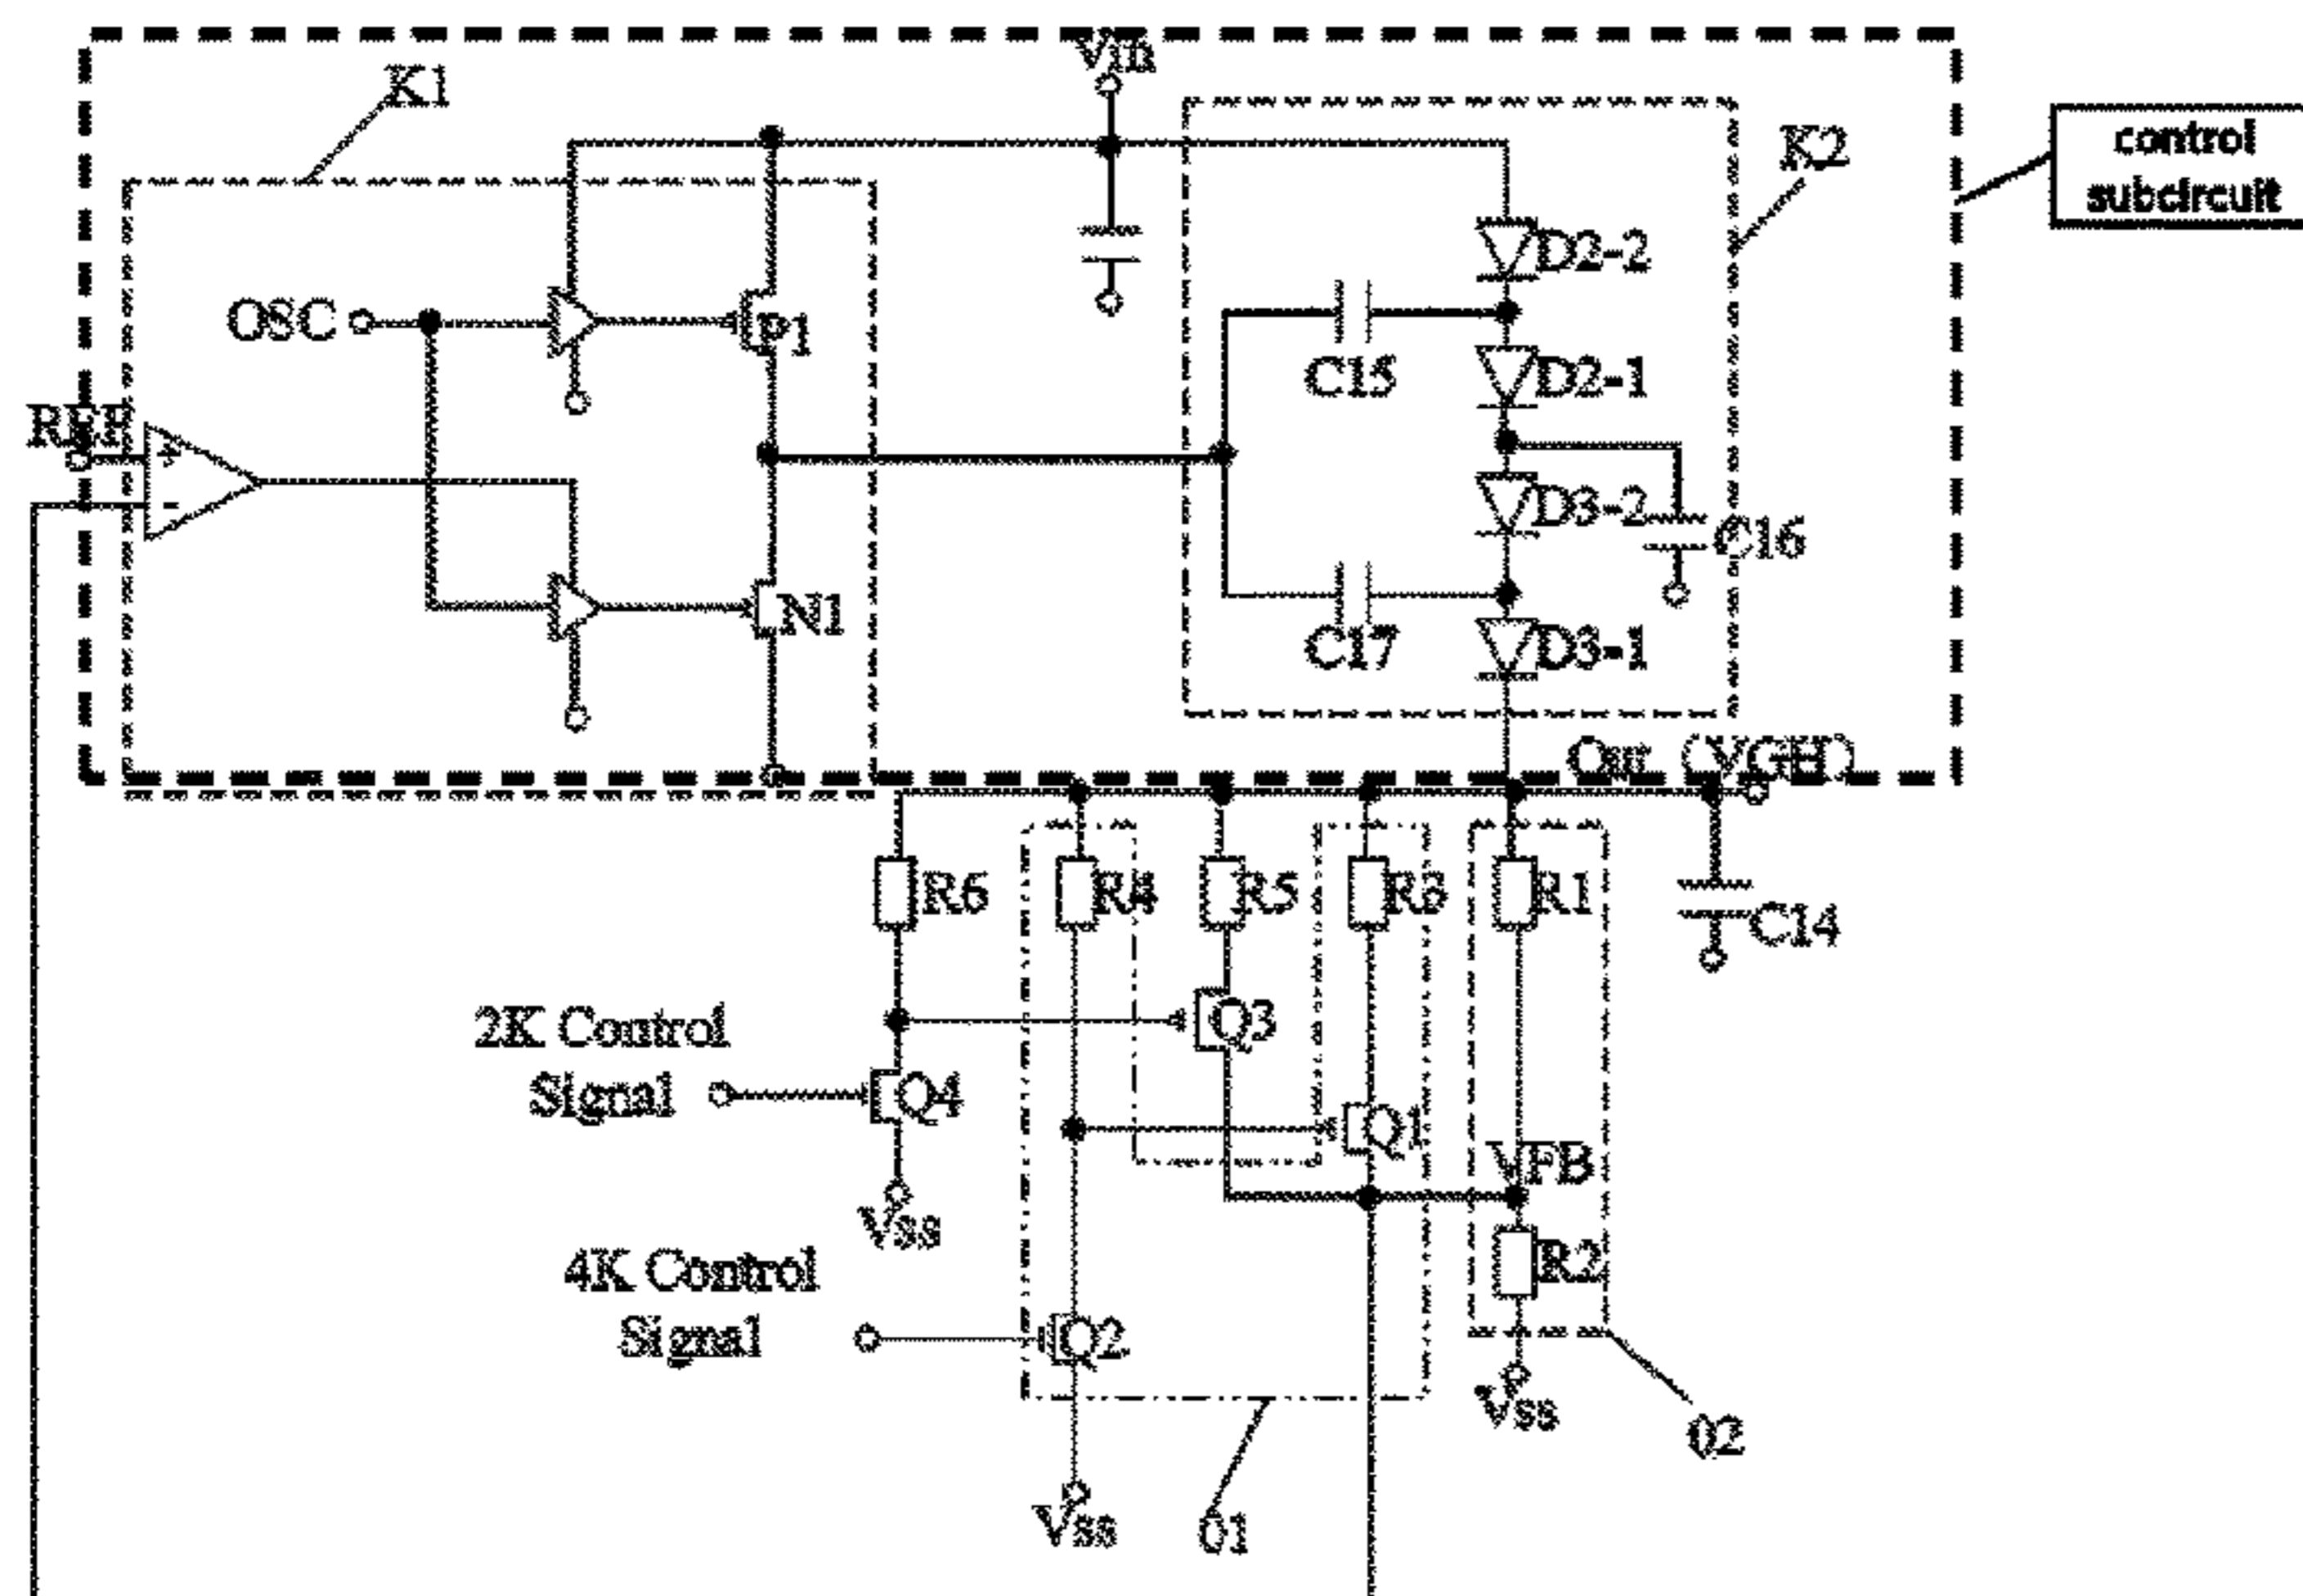 Vin
K1
control
subcircuit
K2
D2-2
OSC
P1
C15
D2-1
REF
+
-
D3-2
C16
N1
C17
D3-1
Out (VGH)
R6
R4
R5
R3
R1
C14
2K Control
Signal
Q3
Q4
Q1
VFB
Vss
R2
4K Control
Signal
Q2
Vss
02
Vss
01